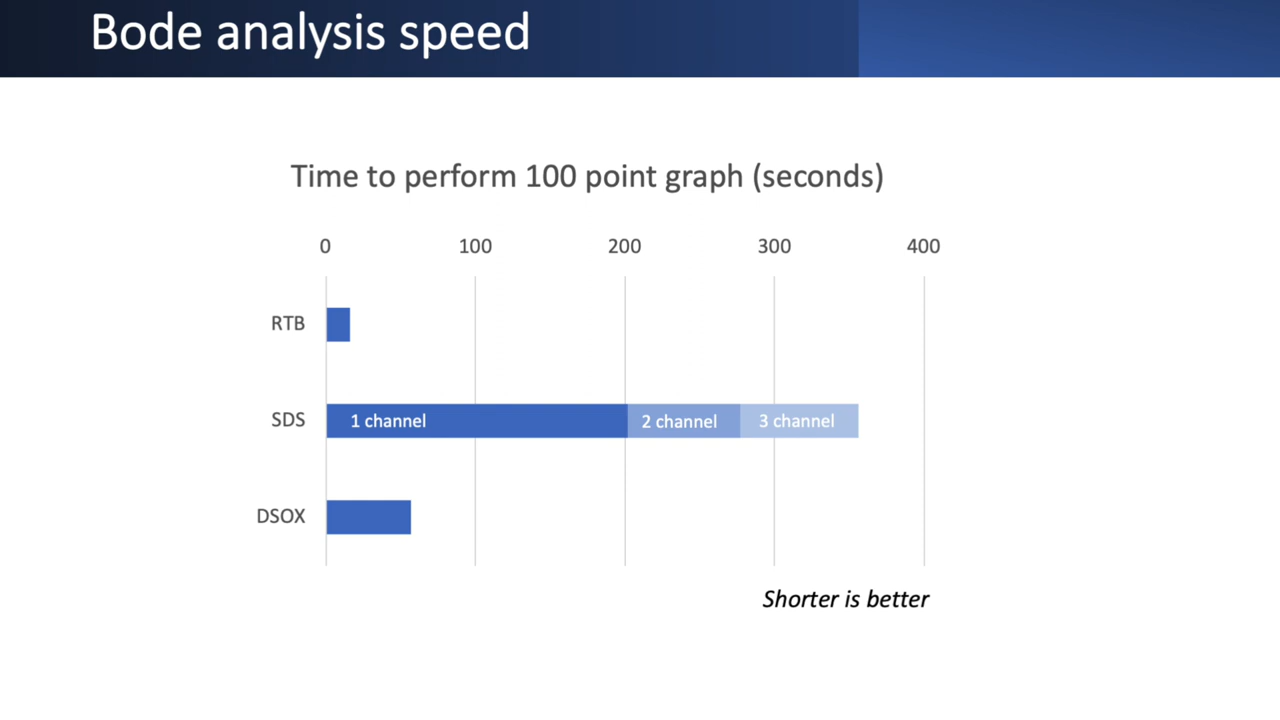 Bode analysis speed
Time to perform 100 point graph (seconds)
0 100 200 300 400
RTB
SDS 1 channel 2 channel 3 channel
DSOX
Shorter is better